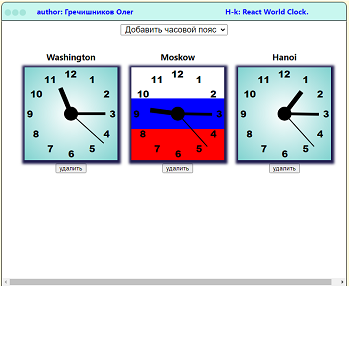 author: Гречишников Олег H-k: React World Clock.
Добавить часовой пояс
Washington Moskow Hanoi
12 12 12
11 1 11 1 11 1
10 2 10 2 10 2
9 3 9 3 9 3
8 4 8 4 8 4
7 5 7 5 7 5
6 6 6
удалить удалить удалить